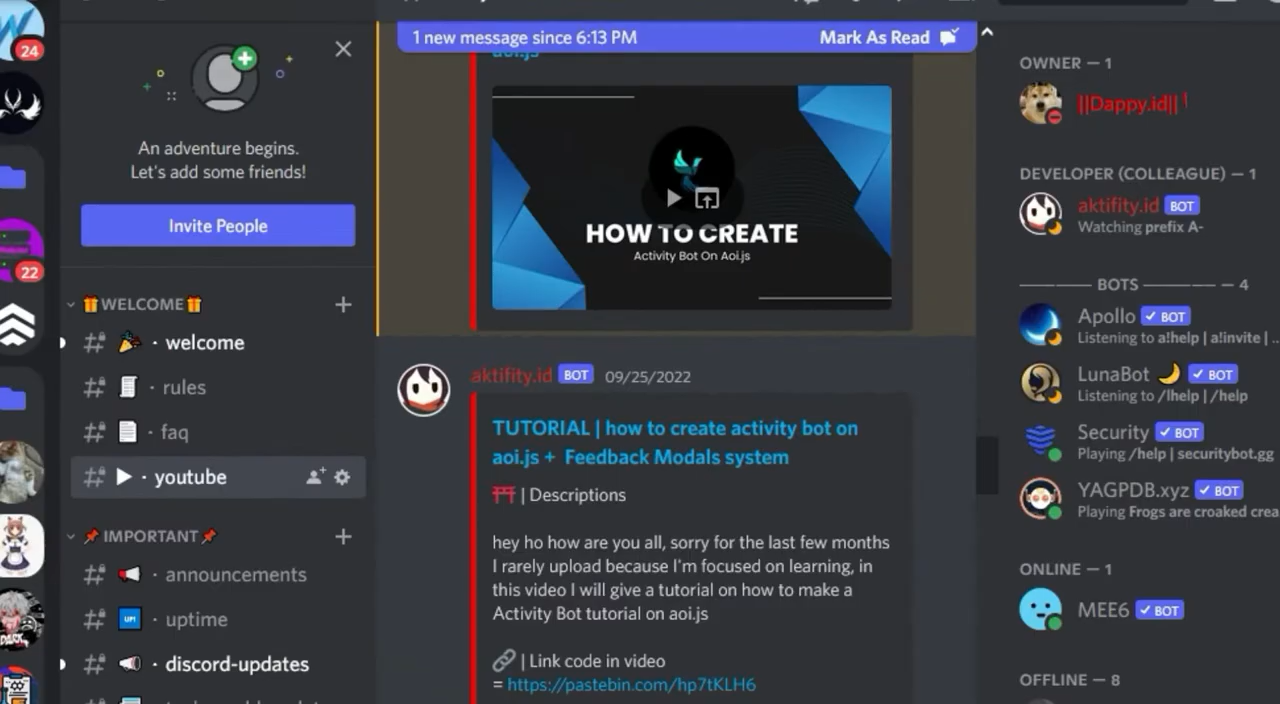 24
22
An adventure begins.
Let's add some friends!
Invite People
🎁WELCOME🎁
· welcome
· rules
· faq
· youtube
📌IMPORTANT📌
· announcements
UP!
· uptime
· discord-updates
1 new message since 6:13 PM
Mark As Read
aoi.js
HOW TO CREATE
Activity Bot On Aoi.js
aktifity.id BOT 09/25/2022
TUTORIAL | how to create activity bot on
aoi.js + Feedback Modals system
⛩ | Descriptions
hey ho how are you all, sorry for the last few months
I rarely upload because I'm focused on learning, in
this video I will give a tutorial on how to make a
Activity Bot tutorial on aoi.js
🔗 | Link code in video
= https://pastebin.com/hp7tKLH6
OWNER — 1
||Dappy.id||
DEVELOPER (COLLEAGUE) — 1
aktifity.id BOT
Watching prefix A-
BOTS — 4
Apollo BOT
Listening to a!help | a!invite | ...
LunaBot 🌙 BOT
Listening to /lhelp | /help
Security BOT
Playing /help | securitybot.gg
YAGPDB.xyz BOT
Playing Frogs are croaked crea
ONLINE — 1
MEE6 BOT
OFFLINE — 8